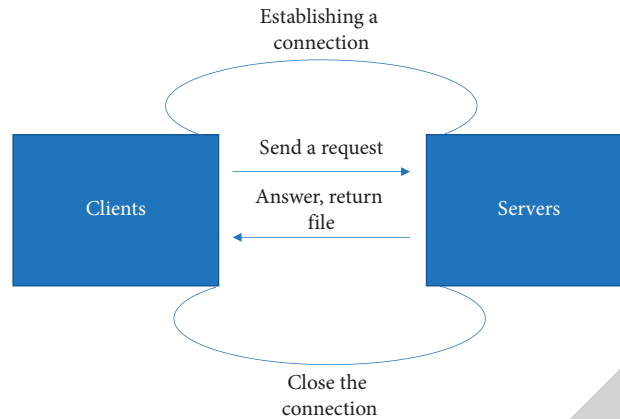 Establishing a
connection
Send a request
Clients
Answer, return
file
Servers
Close the
connection